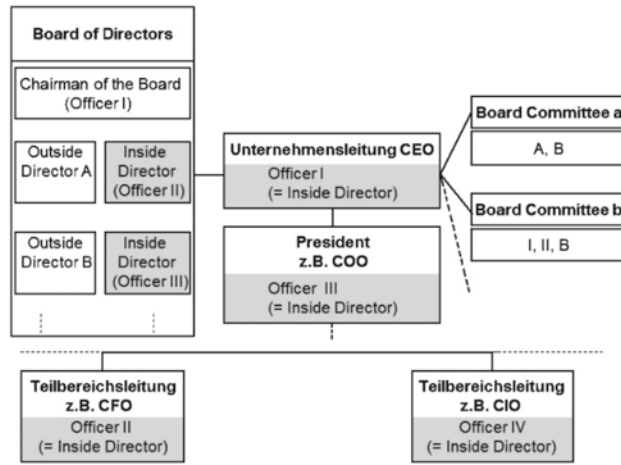 Board of Directors
Chairman of the Board
(Officer I)
Outside
Director A
Inside
Director
(Officer II)
Outside
Director B
Inside
Director
(Officer III)
Unternehmensleitung CEO
Officer I
(= Inside Director)
President
z.B. COO
Officer III
(= Inside Director)
Board Committee a
A, B
Board Committee b
I, II, B
Teilbereichsleitung
z.B. CFO
Officer II
(= Inside Director)
Teilbereichsleitung
z.B. CIO
Officer IV
(= Inside Director)